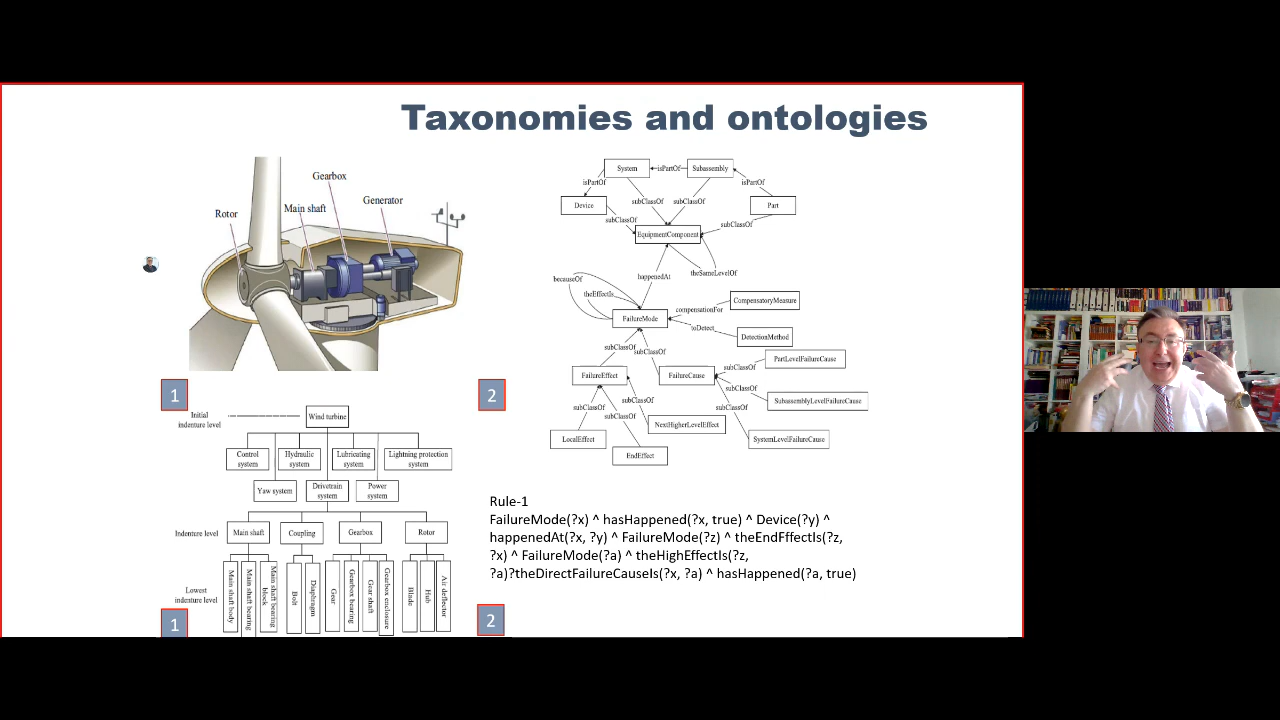 Taxonomies and ontologies
Gearbox
Rotor
Main shaft
Generator
1
Initial
indenture level
Wind turbine
Control
system
Hydraulic
system
Lubricating
system
Lightning protection
system
Yaw system
Drivetrain
system
Power
system
Indenture level
Main shaft
Coupling
Gearbox
Rotor
Lowest
indenture level
Main shaft body
Main shaft bearing
Main shaft bearing
block
Bolt
Diaphragm
Gear
Gearbox bearing
Gear shaft
Gearbox enclosure
Blade
Hub
Air deflector
1
System
isPartOf
Subassembly
isPartOf
isPartOf
Device
subClassOf
subClassOf
Part
subClassOf
subClassOf
EquipmentComponent
becauseOf
happenedAt
theSameLevelOf
theEffectIs
CompensatoryMeasure
compensationFor
FailureMode
toDetect
DetectionMethod
subClassOf
subClassOf
PartLevelFailureCause
FailureEffect
FailureCause
subClassOf
subClassOf
subClassOf
SubassemblyLevelFailureCause
subClassOf
subClassOf
subClassOf
NextHigherLevelEffect
LocalEffect
SystemLevelFailureCause
EndEffect
2
Rule-1
FailureMode(?x) ^ hasHappened(?x, true) ^ Device(?y) ^
happenedAt(?x, ?y) ^ FailureMode(?z) ^ theEndFffectIs(?z,
?x) ^ FailureMode(?a) ^ theHighEffectIs(?z,
?a)?theDirectFailureCauseIs(?x, ?a) ^ hasHappened(?a, true)
2